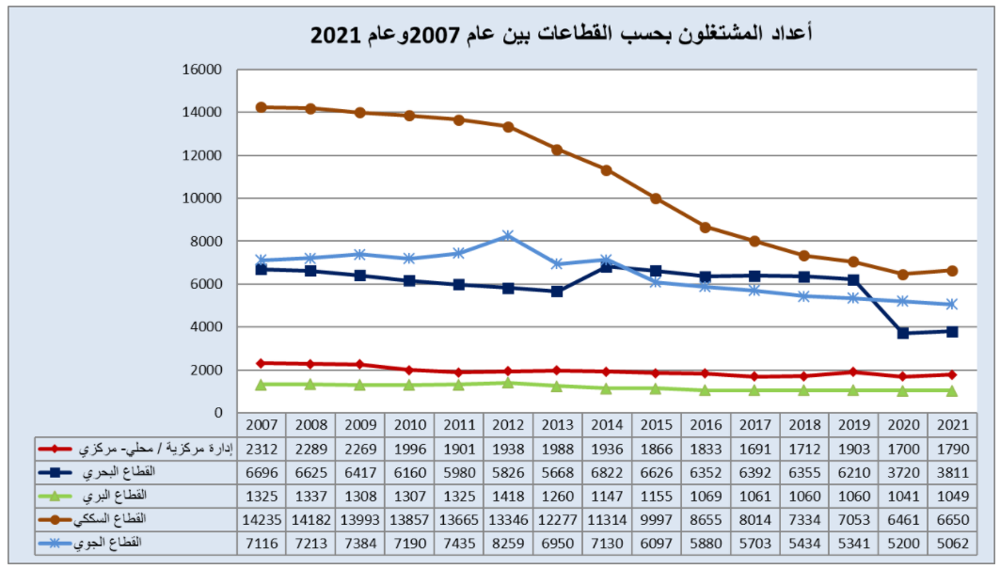 أعداد المشتغلون بحسب القطاعات بين عام 2007وعام 2021
16000
14000
12000
10000
8000
6000
4000
2000
0
2007 2008 2009 2010 2011 2012 2013 2014 2015 2016 2017 2018 2019 2020 2021
إدارة مركزية / محلي- مركزي 2312 2289 2269 1996 1901 1938 1988 1936 1866 1833 1691 1712 1903 1700 1790
القطاع البحري 6696 6625 6417 6160 5980 5826 5668 6822 6626 6352 6392 6355 6210 3720 3811
القطاع البري 1325 1337 1308 1307 1325 1418 1260 1147 1155 1069 1061 1060 1060 1041 1049
القطاع السككي 14235 14182 13993 13857 13665 13346 12277 11314 9997 8655 8014 7334 7053 6461 6650
القطاع الجوي 7116 7213 7384 7190 7435 8259 6950 7130 6097 5880 5703 5434 5341 5200 5062